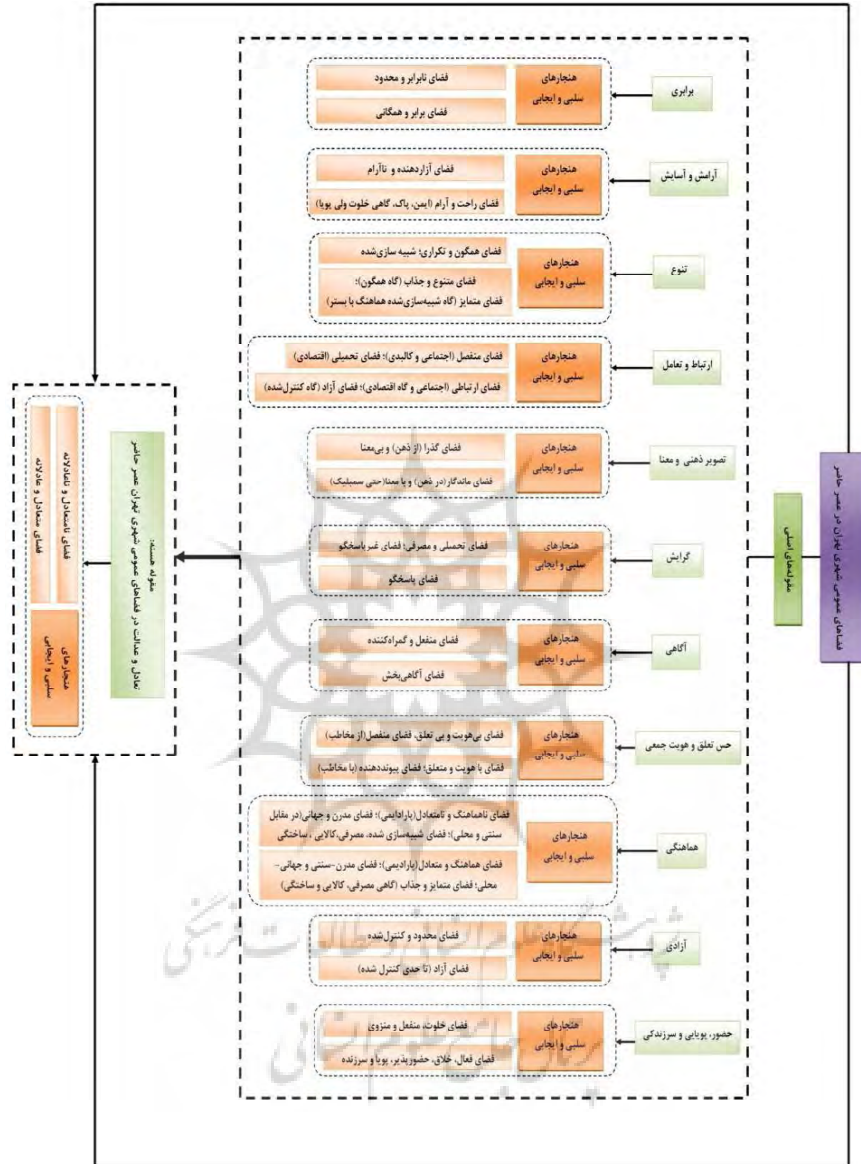 فضاهای عمومی شهری تهران در عصر حاضر
مقوله‌های اصلی
برابری
هنجارهای
سلبی و ایجابی
فضای نابرابر و محدود
فضای برابر و همگانی
آرامش و آسایش
هنجارهای
سلبی و ایجابی
فضای آزاردهنده و ناآرام
فضای راحت و آرام (ایمن، پاک، گاهی خلوت ولی پویا)
تنوع
هنجارهای
سلبی و ایجابی
فضای همگون و تکراری؛ شبیه سازی‌شده
فضای متنوع و جذاب (گاه همگون)؛
فضای متمایز (گاه شبیه‌سازی‌شده هماهنگ با بستر)
ارتباط و تعامل
هنجارهای
سلبی و ایجابی
فضای منفصل (اجتماعی و کالبدی)؛ فضای تحمیلی (اقتصادی)
فضای ارتباطی (اجتماعی و گاه اقتصادی)؛ فضای آزاد (گاه کنترل‌شده)
تصویر ذهنی و معنا
هنجارهای
سلبی و ایجابی
فضای گذرا (از ذهن) و بی‌معنا
فضای ماندگار(در ذهن) و با معنا(حتی سمبلیک)
گرایش
هنجارهای
سلبی و ایجابی
فضای تحمیلی و مصرفی؛ فضای غیرپاسخگو
فضای پاسخگو
آگاهی
هنجارهای
سلبی و ایجابی
فضای منفعل و گمراه‌کننده
فضای آگاهی‌بخش
حس تعلق و هویت جمعی
هنجارهای
سلبی و ایجابی
فضای بی‌هویت و بی تعلق، فضای منفصل(از مخاطب)
فضای با هویت و متعلق؛ فضای پیونددهنده (با مخاطب)
هماهنگی
هنجارهای
سلبی و ایجابی
فضای ناهماهنگ و نامتعادل(پارادایمی)؛ فضای مدرن و جهانی(در مقابل
سنتی و محلی)؛ فضای شبیه‌سازی شده، مصرفی،کالایی ، ساختگی
فضای هماهنگ و متعادل(پارادیمی)؛ فضای مدرن-سنتی و جهانی-
محلی؛ فضای متمایز و جذاب (گاهی مصرفی، کالایی و ساختگی)
آزادی
هنجارهای
سلبی و ایجابی
فضای محدود و کنترل‌شده
فضای آزاد (تا حدی کنترل شده)
حضور، پویایی و سرزندگی
هنجارهای
سلبی و ایجابی
فضای خلوت، منفعل و منزوی
فضای فعال، خلاق، حضورپذیر، پویا و سرزنده
مقوله هسته:
تعادل و عدالت در فضاهای عمومی شهری تهران عصر حاضر
هنجارهای
سلبی و ایجابی
فضای نامتعادل و ناعادلانه
فضای متعادل و عادلانه
پژوهشگاه علوم انسانی و مطالعات فرهنگی
پرتال جامع علوم انسانی